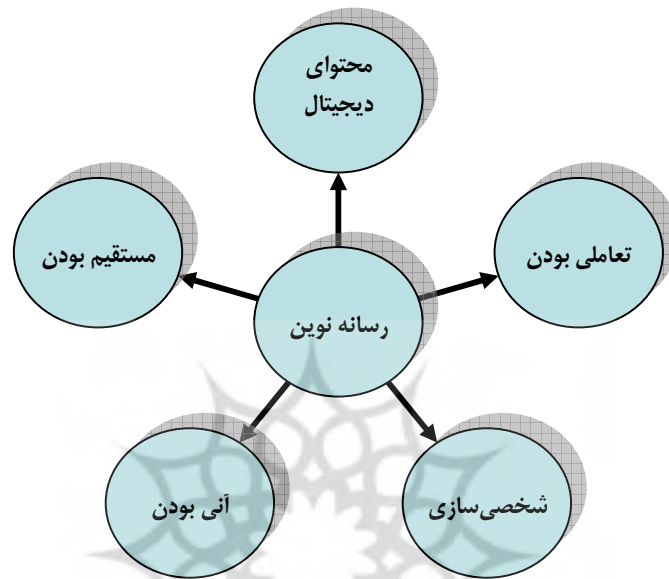 محتوای
دیجیتال
تعاملی بودن
مستقیم بودن
رسانه نوین
شخصی‌سازی
آنی بودن